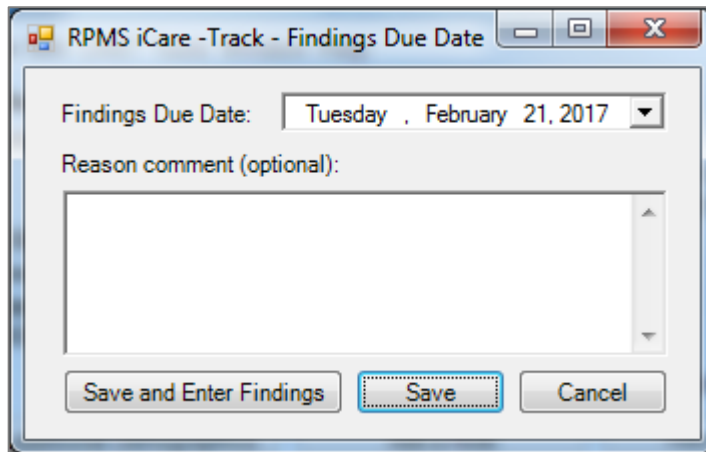 RPMS iCare -Track - Findings Due Date
Findings Due Date: Tuesday , February 21, 2017
Reason comment (optional):
Save and Enter Findings Save Cancel